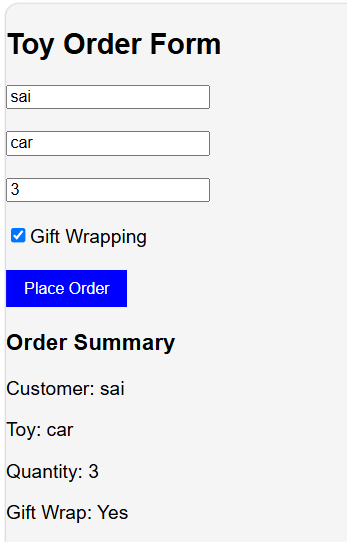 Toy Order Form
sai
car
3
Gift Wrapping
Place Order
Order Summary
Customer: sai
Toy: car
Quantity: 3
Gift Wrap: Yes